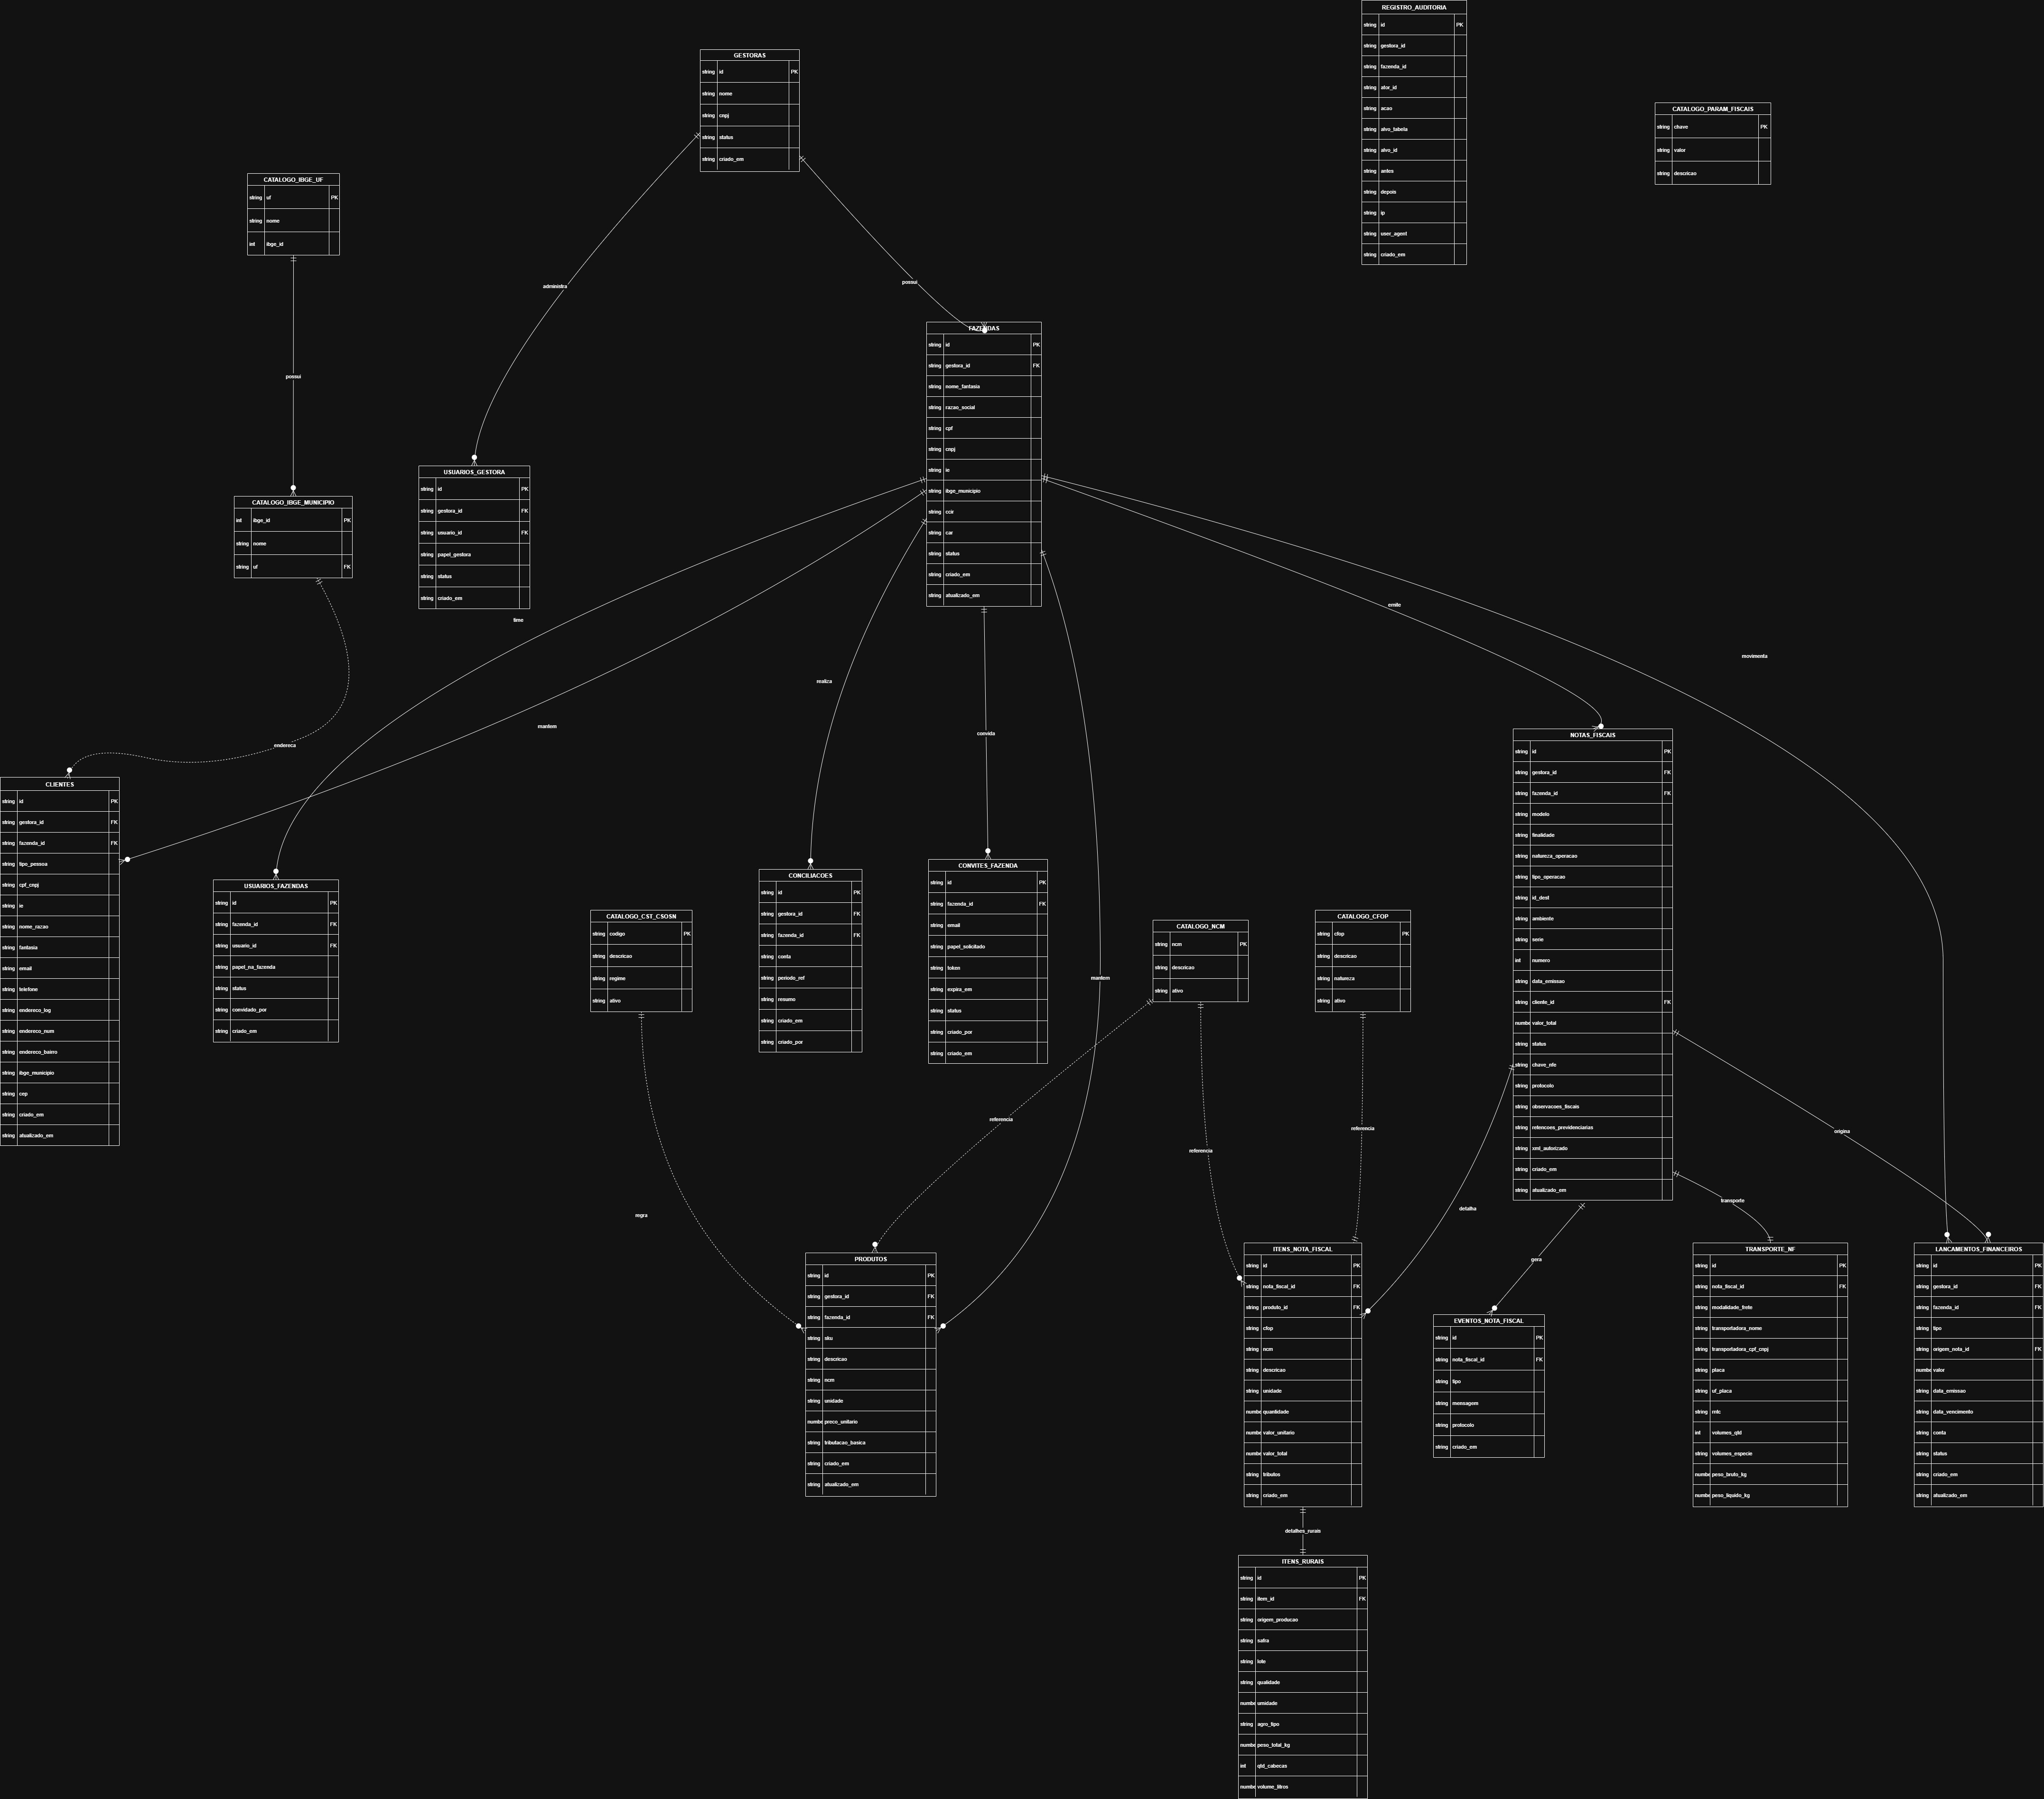 REGISTRO_AUDITORIA
string id PK
string gestora_id
string fazenda_id
string ator_id
string acao
string alvo_tabela
string alvo_id
string antes
string depois
string ip
string user_agent
string criado_em
GESTORAS
string id PK
string nome
string cnpj
string status
string criado_em
CATALOGO_PARAM_FISCAIS
string chave PK
string valor
string descricao
CATALOGO_IBGE_UF
string uf PK
string nome
int ibge_id
administra
possui
possui
FAZENDAS
string id PK
string gestora_id FK
string nome_fantasia
string razao_social
string cpf
string cnpj
string ie
string ibge_municipio
string ccir
string car
string status
string criado_em
string atualizado_em
USUARIOS_GESTORA
string id PK
string gestora_id FK
string usuario_id FK
string papel_gestora
string status
string criado_em
CATALOGO_IBGE_MUNICIPIO
int ibge_id PK
string nome
string uf FK
time
emite
movimenta
realiza
mantem
convida
endereca
NOTAS_FISCAIS
string id PK
string gestora_id FK
string fazenda_id FK
string modelo
string finalidade
string natureza_operacao
string tipo_operacao
string id_dest
string ambiente
string serie
int numero
string data_emissao
string cliente_id FK
numbe valor_total
string status
string chave_nfe
string protocolo
string observacoes_fiscais
string retencoes_previdenciarias
string xml_autorizado
string criado_em
string atualizado_em
CLIENTES
string id PK
string gestora_id FK
string fazenda_id FK
string tipo_pessoa
string cpf_cnpj
string ie
string nome_razao
string fantasia
string email
string telefone
string endereco_log
string endereco_num
string endereco_bairro
string ibge_municipio
string cep
string criado_em
string atualizado_em
USUARIOS_FAZENDAS
string id PK
string fazenda_id FK
string usuario_id FK
string papel_na_fazenda
string status
string convidado_por
string criado_em
CONCILIACOES
string id PK
string gestora_id FK
string fazenda_id FK
string conta
string periodo_ref
string resumo
string criado_em
string criado_por
CONVITES_FAZENDA
string id PK
string fazenda_id FK
string email
string papel_solicitado
string token
string expira_em
string status
string criado_por
string criado_em
mantem
CATALOGO_CST_CSOSN
string codigo PK
string descricao
string regime
string ativo
CATALOGO_NCM
string ncm PK
string descricao
string ativo
CATALOGO_CFOP
string cfop PK
string descricao
string natureza
string ativo
referencia
referencia
referencia
origina
regra
detalha
transporte
gera
PRODUTOS
string id PK
string gestora_id FK
string fazenda_id FK
string sku
string descricao
string ncm
string unidade
numbe preco_unitario
string tributacao_basica
string criado_em
string atualizado_em
ITENS_NOTA_FISCAL
string id PK
string nota_fiscal_id FK
string produto_id FK
string cfop
string ncm
string descricao
string unidade
numbe quantidade
numbe valor_unitario
numbe valor_total
string tributos
string criado_em
EVENTOS_NOTA_FISCAL
string id PK
string nota_fiscal_id FK
string tipo
string mensagem
string protocolo
string criado_em
TRANSPORTE_NF
string id PK
string nota_fiscal_id FK
string modalidade_frete
string transportadora_nome
string transportadora_cpf_cnpj
string placa
string uf_placa
string rntc
int volumes_qtd
string volumes_especie
numbe peso_bruto_kg
numbe peso_liquido_kg
LANCAMENTOS_FINANCEIROS
string id PK
string gestora_id FK
string fazenda_id FK
string tipo
string origem_nota_id FK
numbe valor
string data_emissao
string data_vencimento
string conta
string status
string criado_em
string atualizado_em
detalhes_rurais
ITENS_RURAIS
string id PK
string item_id FK
string origem_producao
string safra
string lote
string qualidade
numbe umidade
string agro_tipo
numbe peso_total_kg
int qtd_cabecas
numbe volume_litros